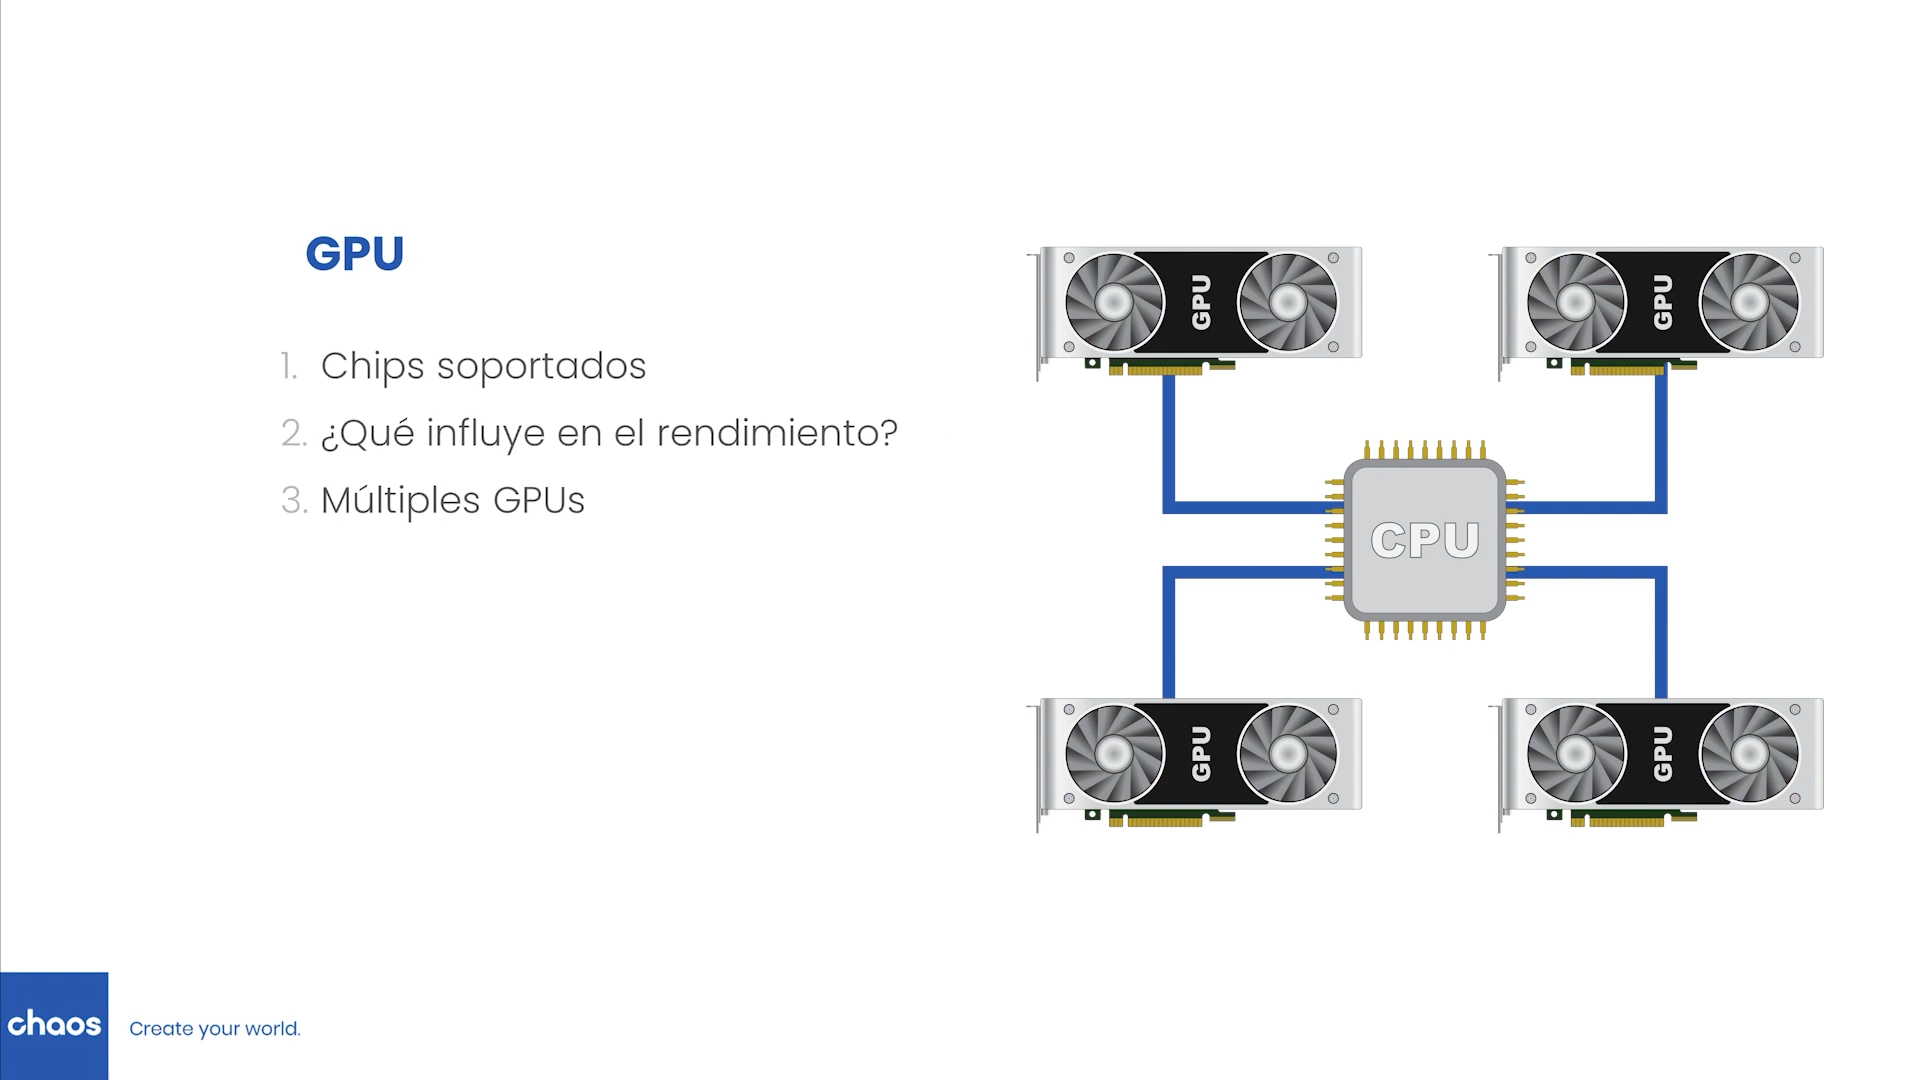 GPU
1. Chips soportados
2. ¿Qué influye en el rendimiento?
3. Múltiples GPUs
GPU
GPU
CPU
GPU
GPU
chaos
Create your world.